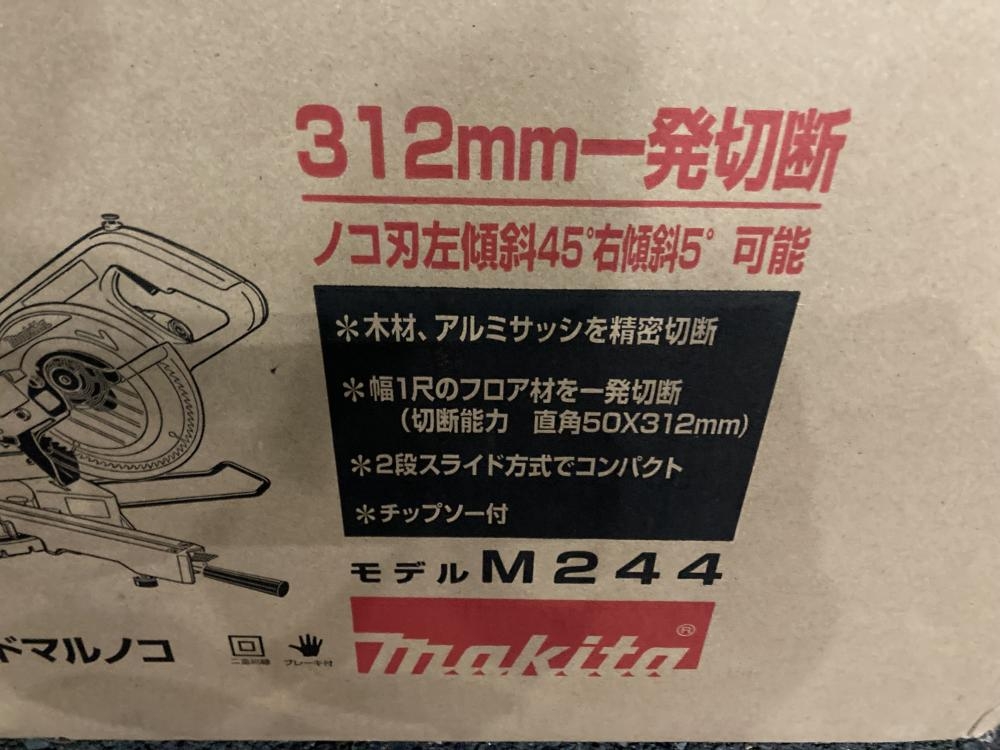 312mm一発切断
ノコ刃左傾斜45°右傾斜5° 可能
＊木材、アルミサッシを精密切断
＊幅1尺のフロア材を一発切断
(切断能力 直角50X312mm)
＊2段スライド方式でコンパクト
＊チップソー付
モデル M244
ドマルノコ
二重絶縁
ブレーキ付
makita®